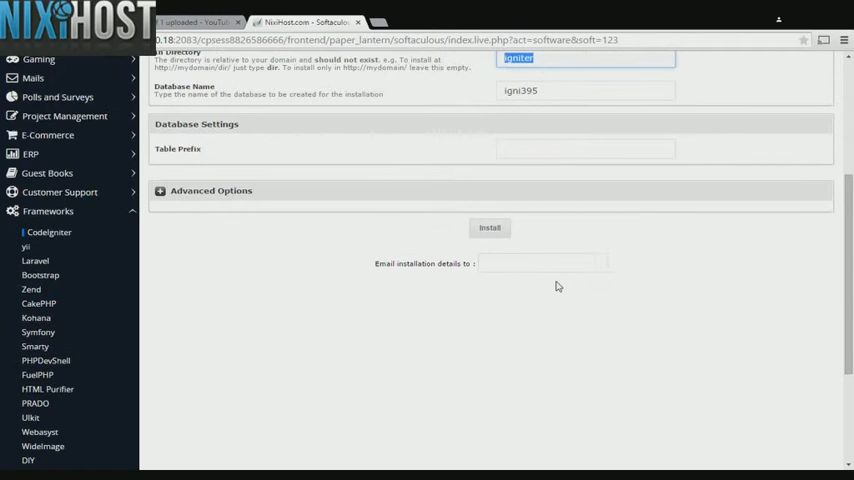 NIXIHOST
1 uploaded - YouTu
NixiHost.com - Softaculou
0.18:2083/cpsess8826586666/frontend/paper_lantern/softaculous/index.live.php?act=software&soft=123
Gaming
Mails
Polls and Surveys
Project Management
E-Commerce
ERP
Guest Books
Customer Support
Frameworks
CodeIgniter
yii
Laravel
Bootstrap
Zend
CakePHP
Kohana
Symfony
Smarty
PHPDevShell
FuelPHP
HTML Purifier
PRADO
UIkit
Webasyst
WideImage
DIY
In Directory
The directory is relative to your domain and should not exist. e.g. To install at
http://mydomain/dir/ just type dir. To install only in http://mydomain/ leave this empty.
igniter
Database Name
Type the name of the database to be created for the installation
igni395
Database Settings
Table Prefix
Advanced Options
Install
Email installation details to :